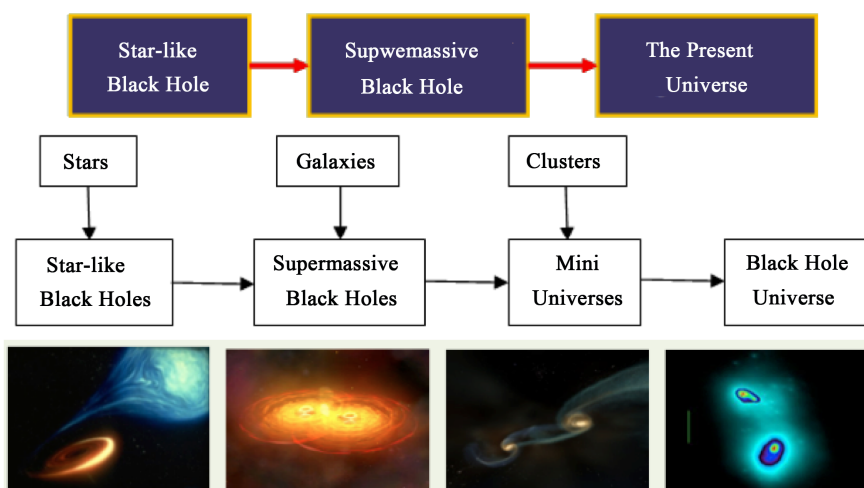 Star-like
Black Hole
Supwemassive
Black Hole
The Present
Universe
Stars
Galaxies
Clusters
Star-like
Black Holes
Supermassive
Black Holes
Mini
Universes
Black Hole
Universe